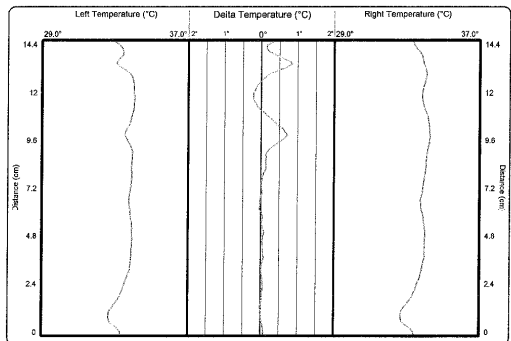 Left Temperature (°C) Delta Temperature (°C) Right Temperature (°C)
29.0° 37.0° 2° 1° 0° 1° 2° 29.0° 37.0°
14.4 14.4
12 12
9.6 9.6
Distance (cm) Distance (cm)
7.2 7.2
4.8 4.8
2.4 2.4
0 0